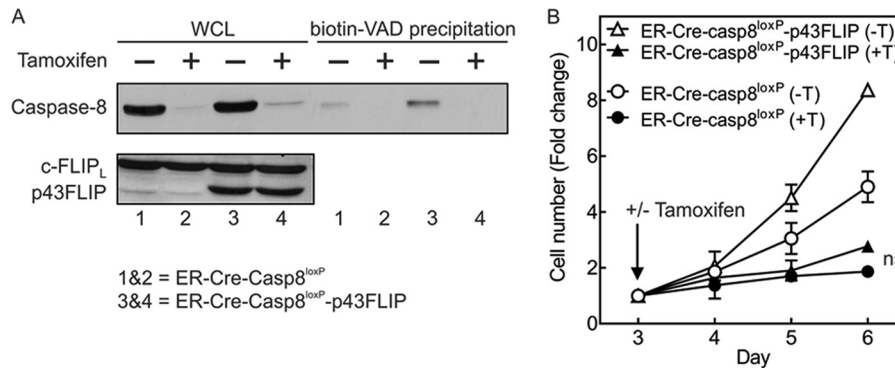 A
WCL biotin-VAD precipitation
Tamoxifen − + − + − + − +
Caspase-8
c-FLIPL
p43FLIP
1 2 3 4 1 2 3 4
1&2 = ER-Cre-Casp8loxP
3&4 = ER-Cre-Casp8loxP-p43FLIP
B
ER-Cre-casp8loxP-p43FLIP (-T)
ER-Cre-casp8loxP-p43FLIP (+T)
ER-Cre-casp8loxP (-T)
ER-Cre-casp8loxP (+T)
Cell number (Fold change)
10
8
6
4
2
0
+/- Tamoxifen
3 4 5 6
Day